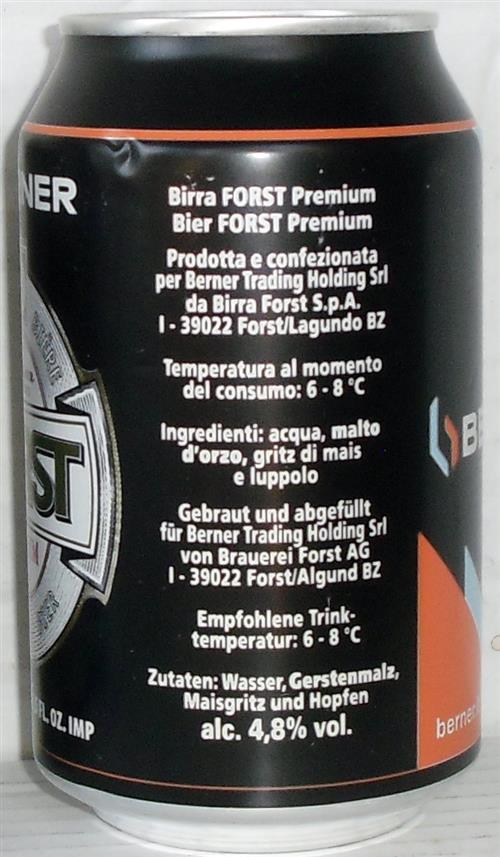 NER
Birra FORST Premium
Bier FORST Premium
Prodotta e confezionata
per Berner Trading Holding Srl
da Birra Forst S.p.A.
I - 39022 Forst/Lagundo BZ
Temperatura al momento
del consumo: 6 - 8 °C
Ingredienti: acqua, malto
d'orzo, gritz di mais
e luppolo
Gebraut und abgefüllt
für Berner Trading Holding Srl
von Brauerei Forst AG
I - 39022 Forst/Algund BZ
Empfohlene Trink-
temperatur: 6 - 8 °C
Zutaten: Wasser, Gerstenmalz,
Maisgritz und Hopfen
alc. 4,8% vol.
ST
FL. OZ. IMP
BE
berner